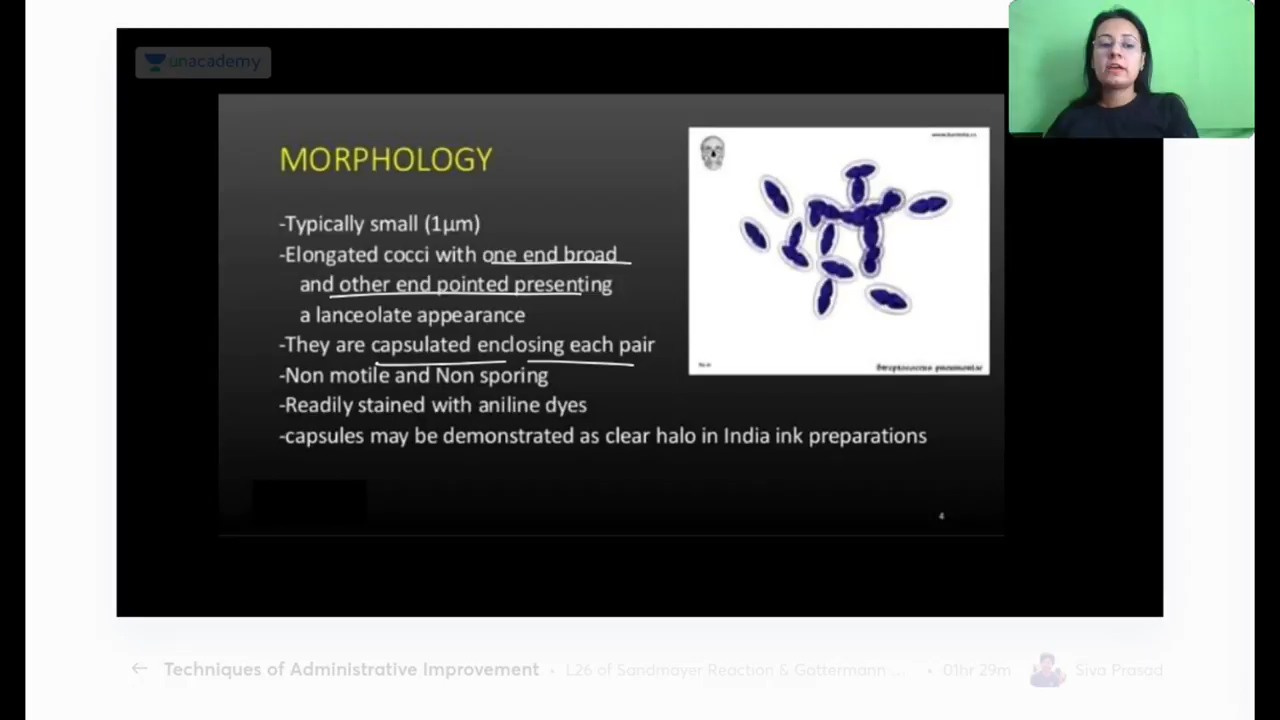 unacademy
MORPHOLOGY
-Typically small (1µm)
-Elongated cocci with one end broad
and other end pointed presenting
a lanceolate appearance
-They are capsulated enclosing each pair
-Non motile and Non sporing
-Readily stained with aniline dyes
-capsules may be demonstrated as clear halo in India ink preparations
Streptococcus pneumoniae
4
Techniques of Administrative Improvement • L26 of Sandmayer Reaction & Gattermann-... • 01hr 29m Siva Prasad